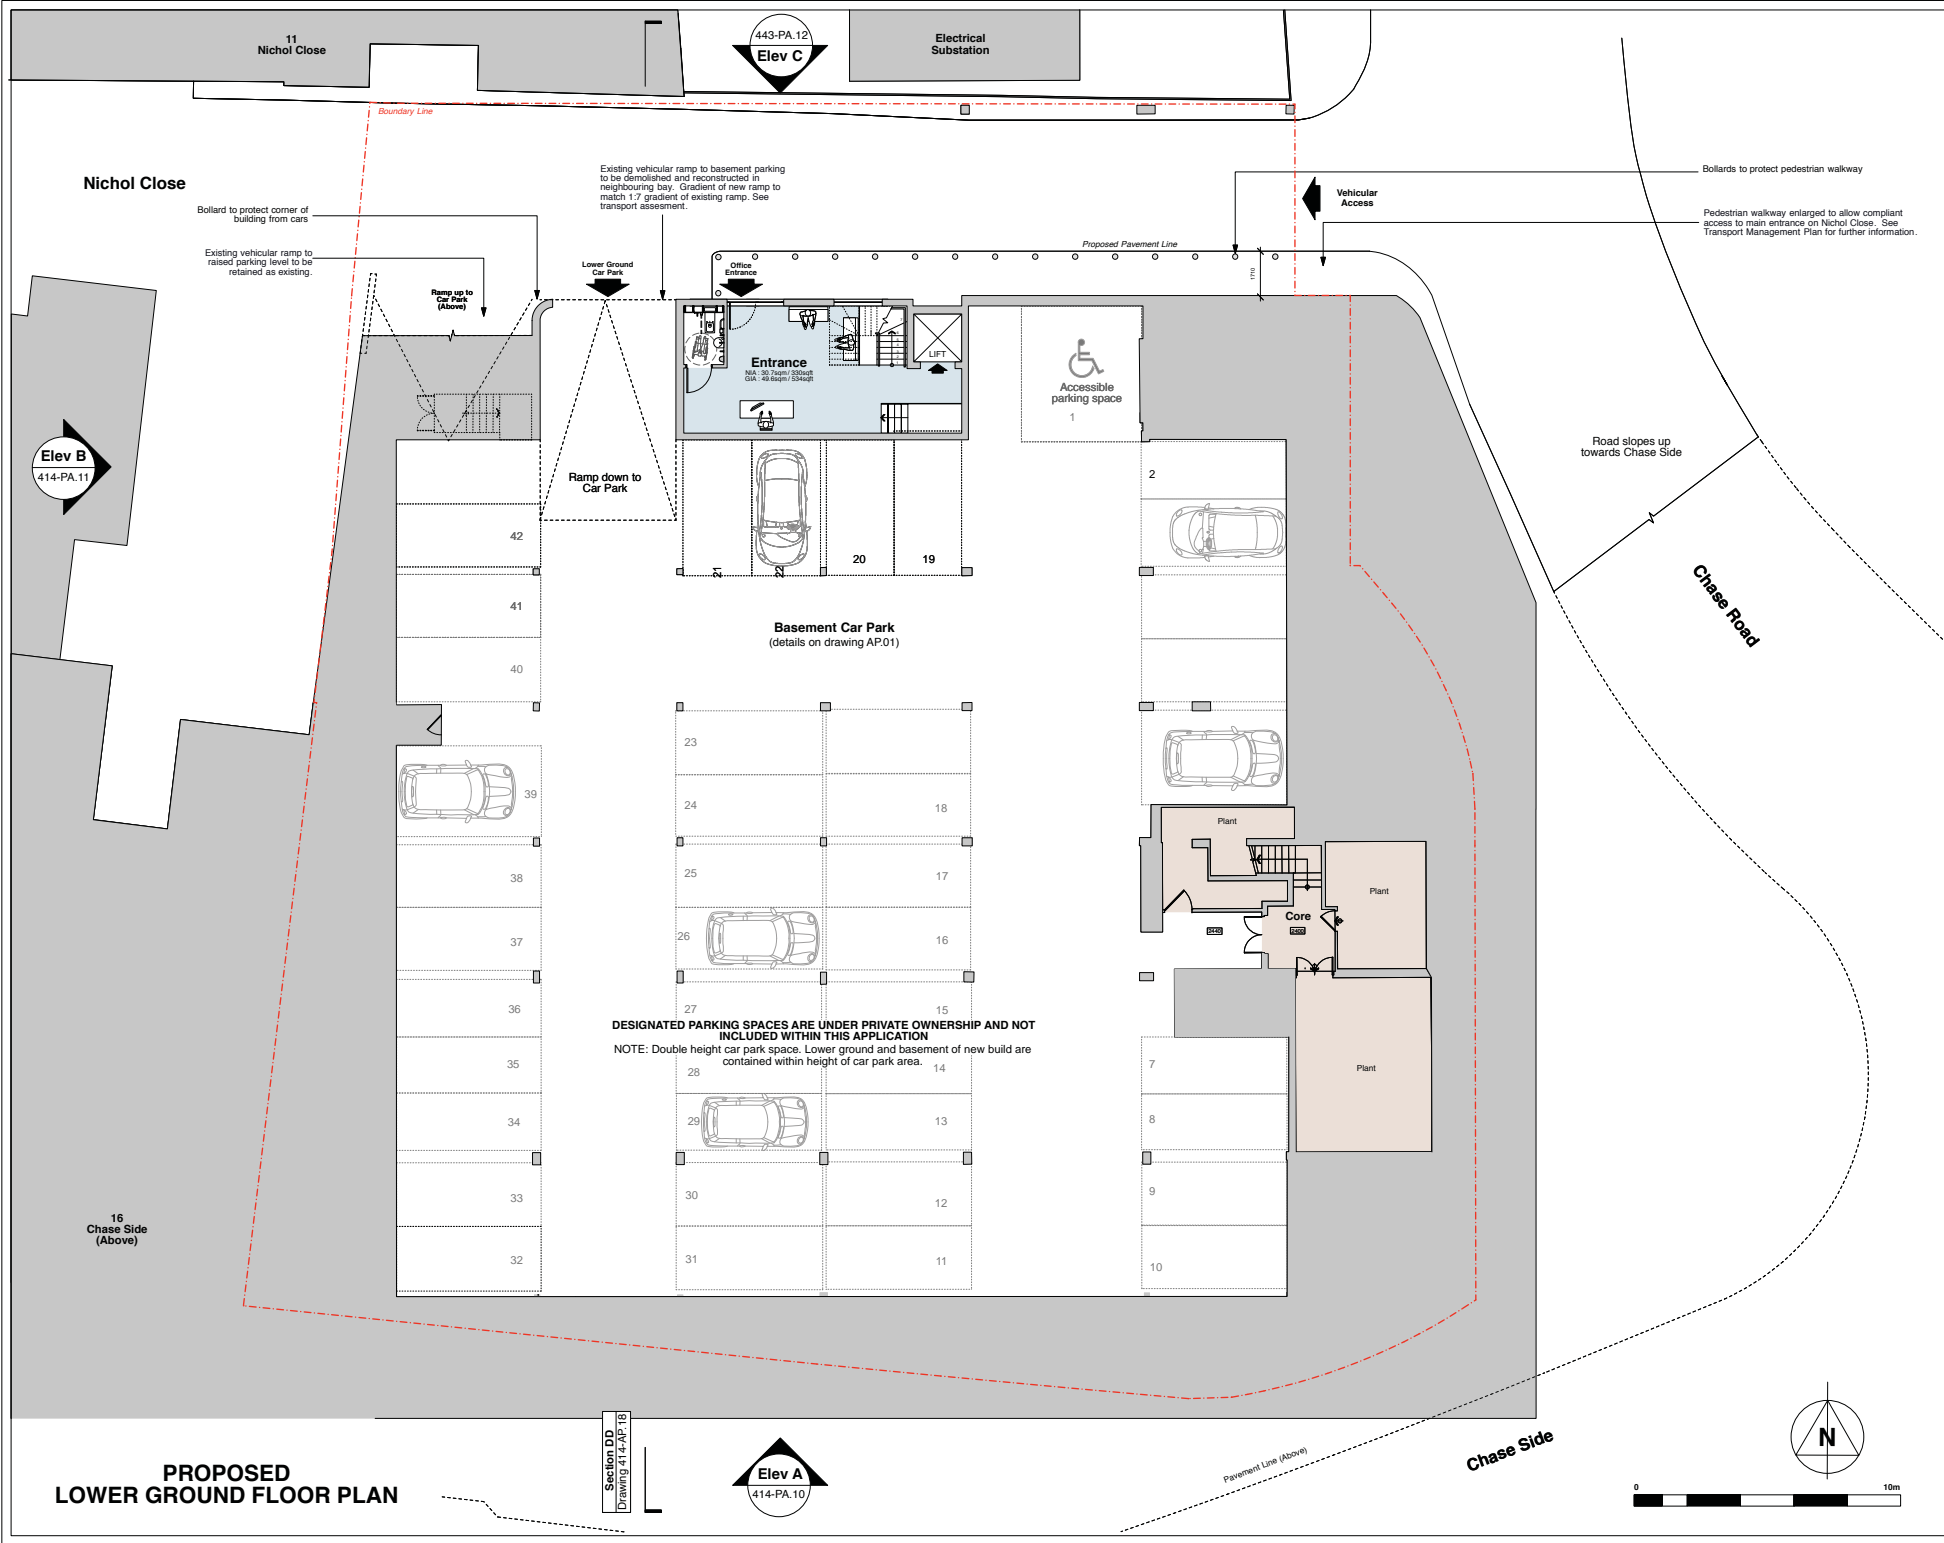 11
Nichol Close
443-PA.12
Elev C
Electrical
Substation
Boundary Line
Nichol Close
Existing vehicular ramp to basement parking
to be demolished and reconstructed in
neighbouring bay. Gradient of new ramp to
match 1:7 gradient of existing ramp. See
transport assesment.
Bollards to protect pedestrian walkway
Vehicular
Access
Bollard to protect corner of
building from cars
Pedestrian walkway enlarged to allow compliant
access to main entrance on Nichol Close. See
Transport Management Plan for further information.
Existing vehicular ramp to
raised parking level to be
retained as existing.
Proposed Pavement Line
1710
Lower Ground
Car Park
Office
Entrance
Ramp up to
Car Park
(Above)
LIFT
Entrance
NIA : 30.7sqm / 330sqft
GIA : 49.6sqm / 534sqft
Accessible
parking space
1
Road slopes up
towards Chase Side
Elev B
414-PA.11
Ramp down to
Car Park
2
42
21
22
20
19
41
Chase Road
Basement Car Park
(details on drawing AP.01)
40
23
39
24
18
Plant
25
17
38
Plant
Core
2440
2400
26
16
37
27
15
36
DESIGNATED PARKING SPACES ARE UNDER PRIVATE OWNERSHIP AND NOT
INCLUDED WITHIN THIS APPLICATION
NOTE: Double height car park space. Lower ground and basement of new build are
contained within height of car park area.
35
28
14
7
Plant
34
29
13
8
33
30
12
9
16
Chase Side
(Above)
32
31
11
10
Section DD
Drawing 414-AP.18
Elev A
414-PA.10
Pavement Line (Above)
Chase Side
N
0
10m
PROPOSED
LOWER GROUND FLOOR PLAN